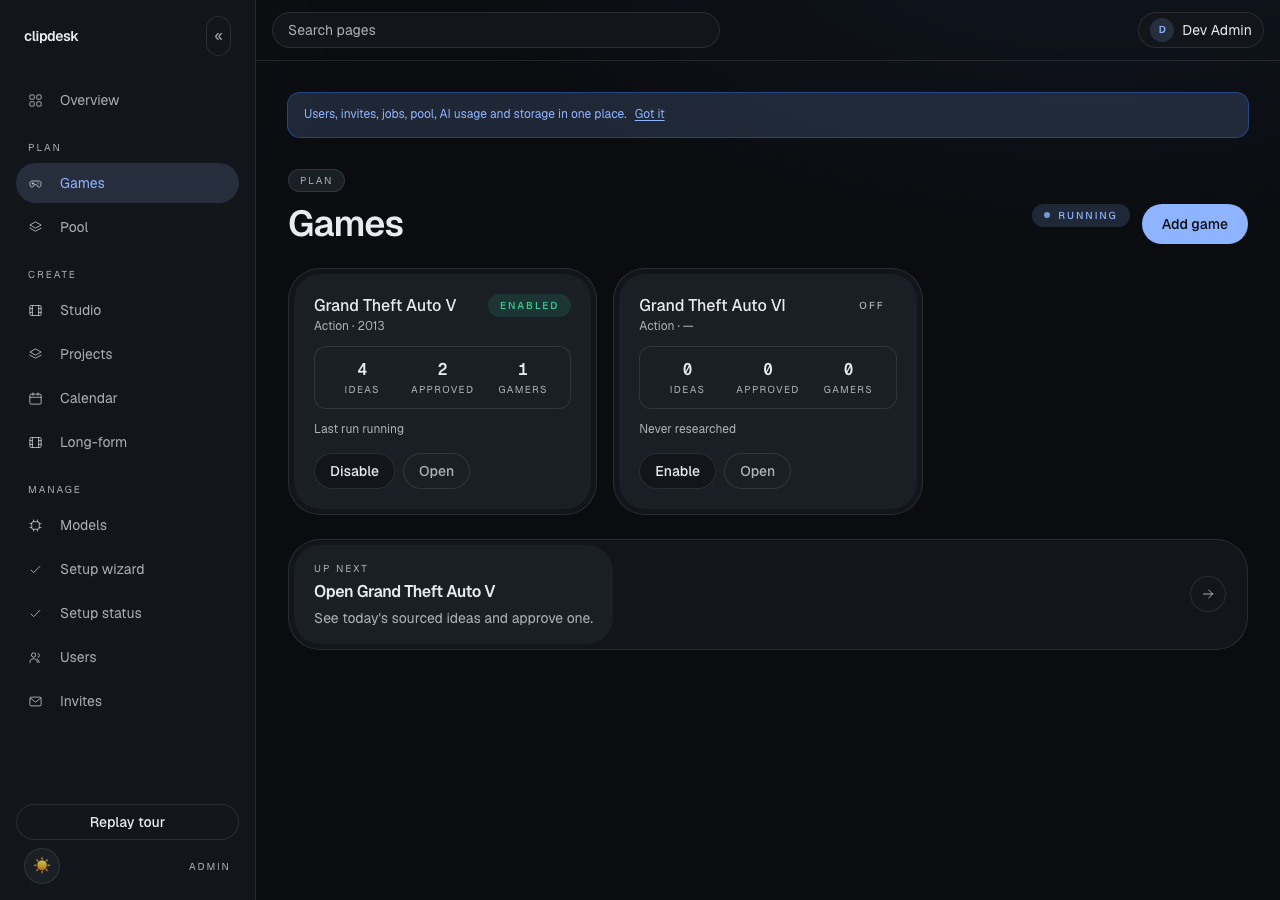 clipdesk
«
Search pages
D
Dev Admin
Overview
PLAN
Games
Pool
CREATE
Studio
Projects
Calendar
Long-form
MANAGE
Models
Setup wizard
Setup status
Users
Invites
Replay tour
ADMIN
Users, invites, jobs, pool, AI usage and storage in one place. Got it
PLAN
Games
RUNNING
Add game
Grand Theft Auto V
ENABLED
Action · 2013
4 2 1
IDEAS APPROVED GAMERS
Last run running
Disable Open
Grand Theft Auto VI
OFF
Action · —
0 0 0
IDEAS APPROVED GAMERS
Never researched
Enable Open
UP NEXT
Open Grand Theft Auto V
See today's sourced ideas and approve one.
→